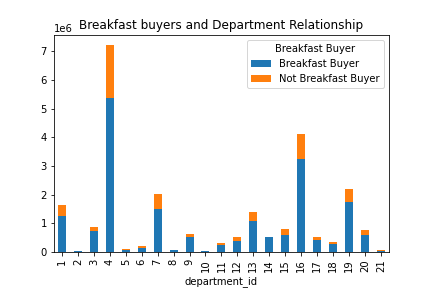 Breakfast buyers and Department Relationship
1e6
7
6
5
4
3
2
1
0
Breakfast Buyer
Breakfast Buyer
Not Breakfast Buyer
1 2 3 4 5 6 7 8 9 10 11 12 13 14 15 16 17 18 19 20 21
department_id